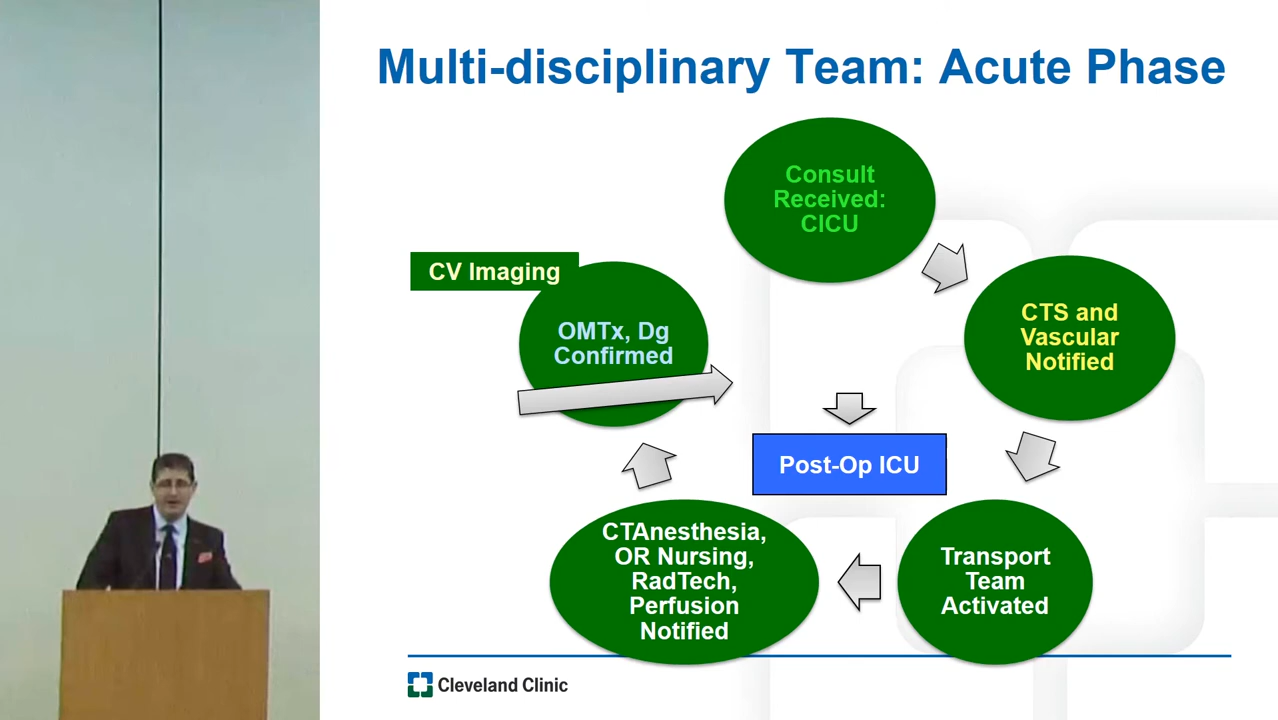 Multi-disciplinary Team: Acute Phase
Consult
Received:
CICU
CV Imaging
OMTx, Dg
Confirmed
CTS and
Vascular
Notified
Post-Op ICU
CTAnesthesia,
OR Nursing,
RadTech,
Perfusion
Notified
Transport
Team
Activated
Cleveland Clinic